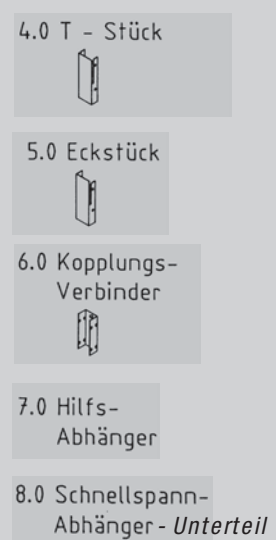 4.0 T - Stück
5.0 Eckstück
6.0 Kopplungs-
Verbinder
7.0 Hilfs-
Abhänger
8.0 Schnellspann-
Abhänger - Unterteil